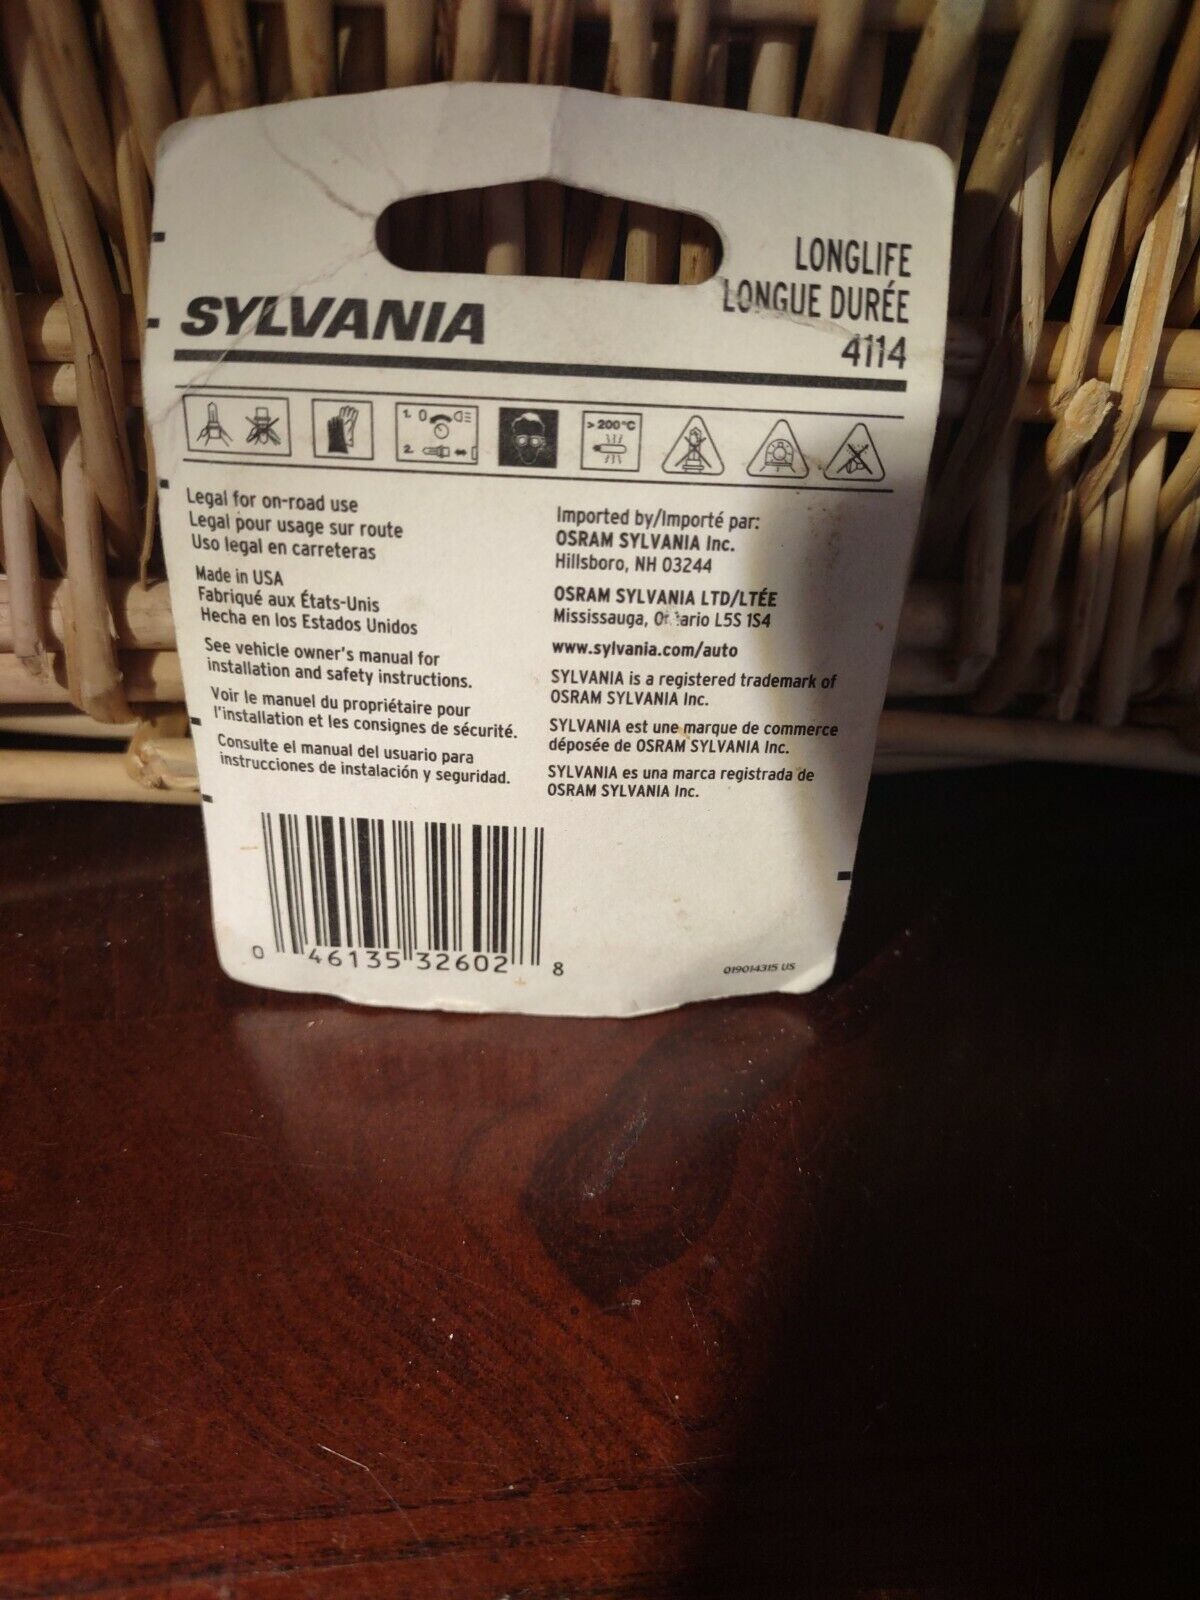 LONGLIFE
LONGUE DURÉE
4114
SYLVANIA
1. 0
2.
> 200°C
Legal for on-road use
Legal pour usage sur route
Uso legal en carreteras
Made in USA
Fabriqué aux États-Unis
Hecha en los Estados Unidos
See vehicle owner's manual for
installation and safety instructions.
Voir le manuel du propriétaire pour
l'installation et les consignes de sécurité.
Consulte el manual del usuario para
instrucciones de instalación y seguridad.
Imported by/Importé par:
OSRAM SYLVANIA Inc.
Hillsboro, NH 03244
OSRAM SYLVANIA LTD/LTÉE
Mississauga, Ontario L5S 1S4
www.sylvania.com/auto
SYLVANIA is a registered trademark of
OSRAM SYLVANIA Inc.
SYLVANIA est une marque de commerce
déposée de OSRAM SYLVANIA Inc.
SYLVANIA es una marca registrada de
OSRAM SYLVANIA Inc.
0 46135 32602 8
019014315 US